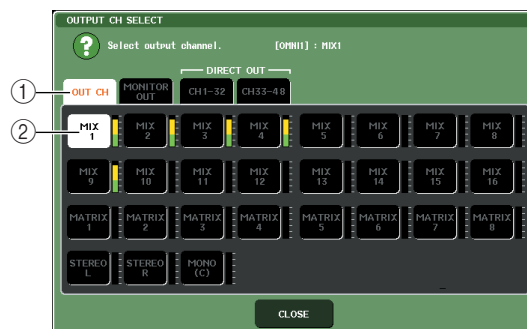 OUTPUT CH SELECT
?
Select output channel. [OMNI1] : MIX1
DIRECT OUT
① OUT CH MONITOR OUT CH1-32 CH33-48
② MIX 1 MIX 2 MIX 3 MIX 4 MIX 5 MIX 6 MIX 7 MIX 8
MIX 9 MIX 10 MIX 11 MIX 12 MIX 13 MIX 14 MIX 15 MIX 16
MATRIX 1 MATRIX 2 MATRIX 3 MATRIX 4 MATRIX 5 MATRIX 6 MATRIX 7 MATRIX 8
STEREO L STEREO R MONO (C)
CLOSE